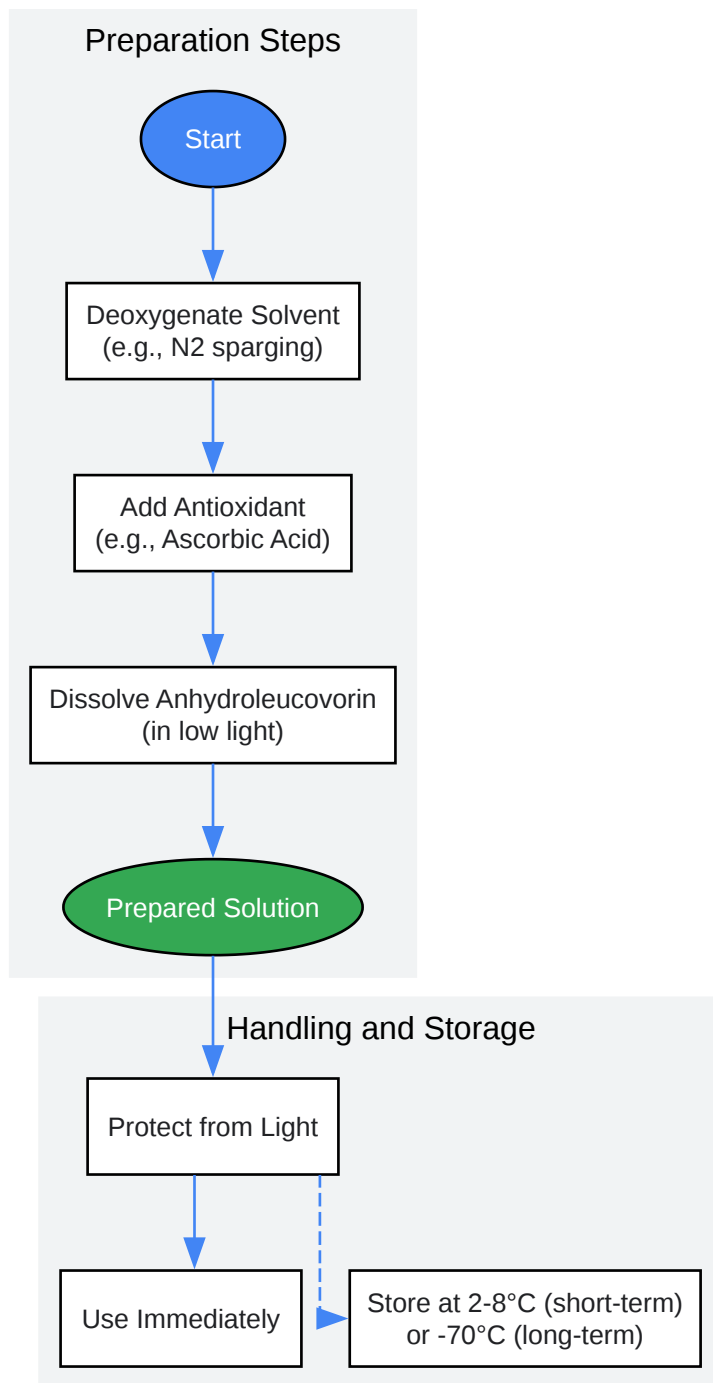 Preparation Steps
Start
Deoxygenate Solvent
(e.g., N2 sparging)
Add Antioxidant
(e.g., Ascorbic Acid)
Dissolve Anhydroleucovorin
(in low light)
Prepared Solution
Handling and Storage
Protect from Light
Use Immediately
Store at 2-8°C (short-term)
or -70°C (long-term)